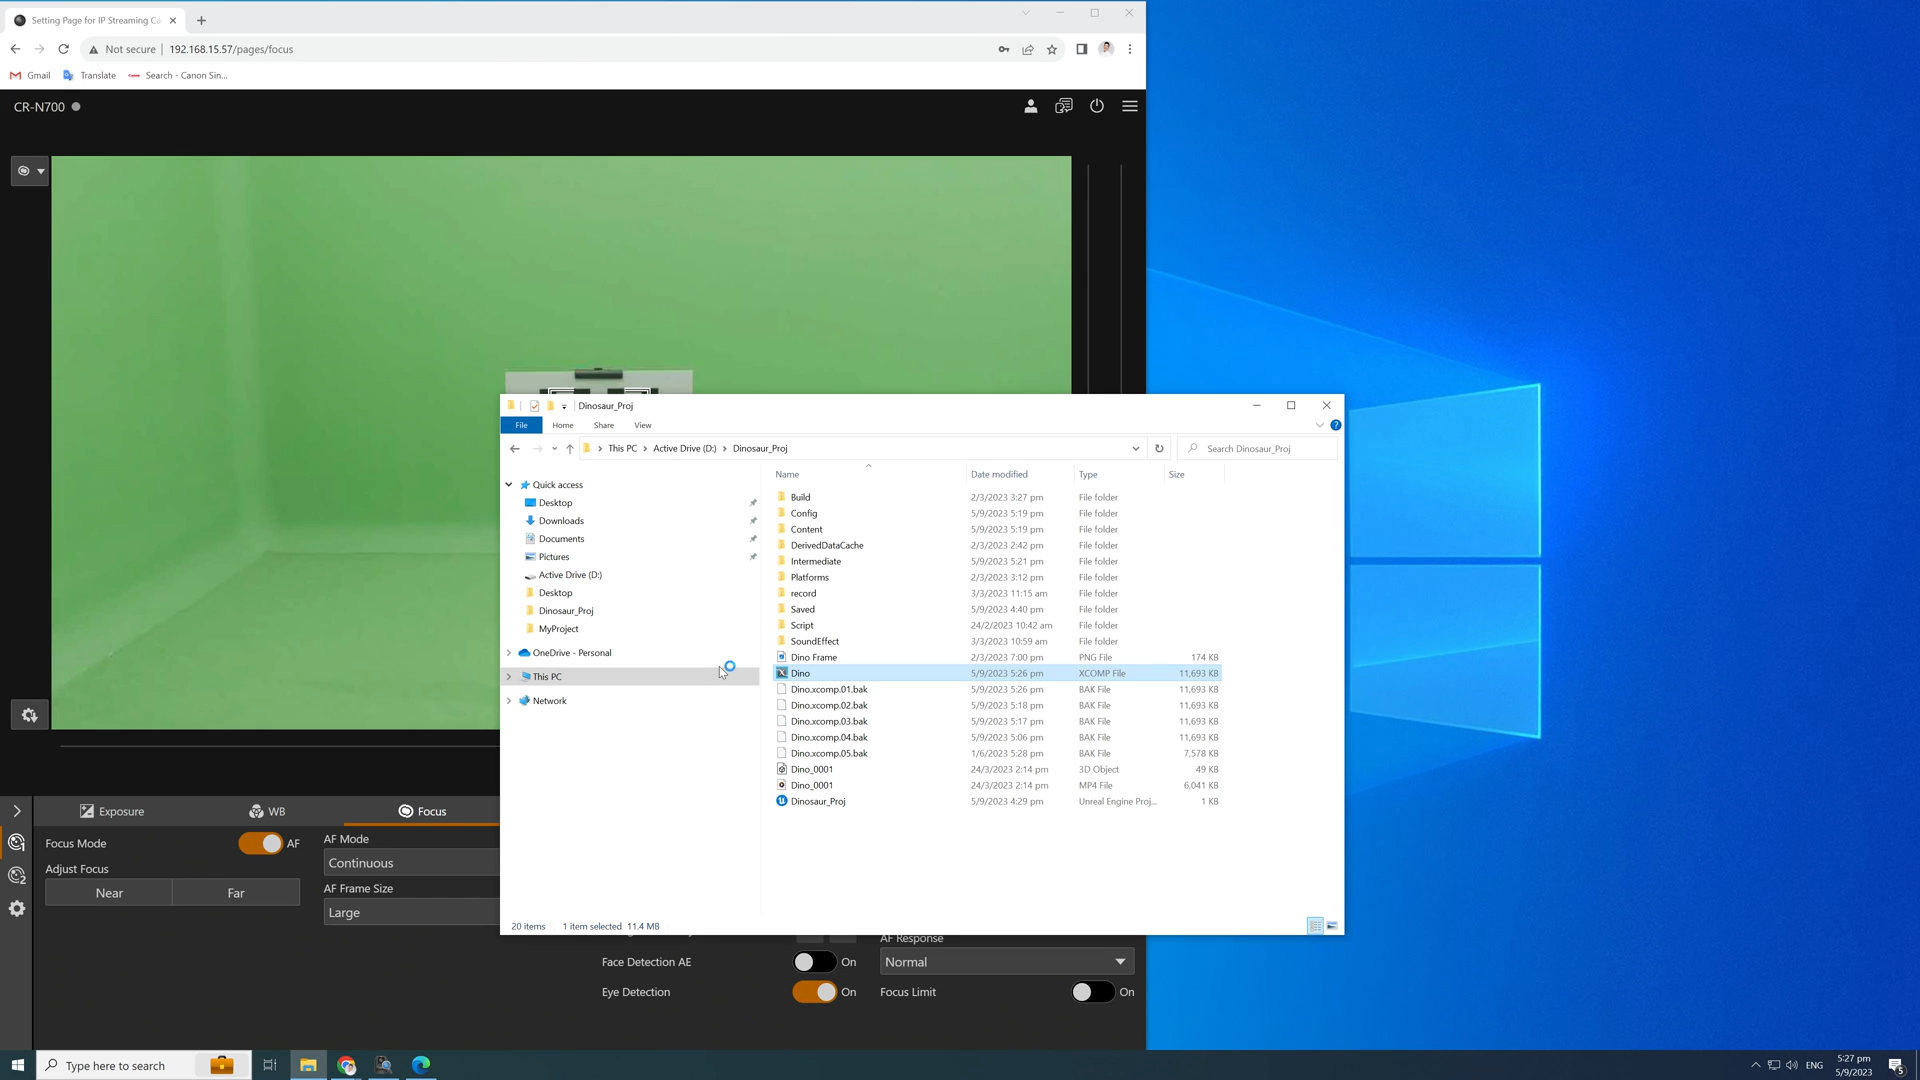 Setting Page for IP Streaming Ca
Not secure
192.168.15.57/pages/focus
Gmail
Translate
Search - Canon Sin...
CR-N700
Dinosaur_Proj
File
Home
Share
View
This PC
Active Drive (D:)
Dinosaur_Proj
Search Dinosaur_Proj
Quick access
Desktop
Downloads
Documents
Pictures
Active Drive (D:)
Desktop
Dinosaur_Proj
MyProject
OneDrive - Personal
This PC
Network
Name Date modified Type Size
Build 2/3/2023 3:27 pm File folder
Config 5/9/2023 5:19 pm File folder
Content 5/9/2023 5:19 pm File folder
DerivedDataCache 2/3/2023 2:42 pm File folder
Intermediate 5/9/2023 5:21 pm File folder
Platforms 2/3/2023 3:12 pm File folder
record 3/3/2023 11:15 am File folder
Saved 5/9/2023 4:40 pm File folder
Script 24/2/2023 10:42 am File folder
SoundEffect 3/3/2023 10:59 am File folder
Dino Frame 2/3/2023 7:00 pm PNG File 174 KB
Dino 5/9/2023 5:26 pm XCOMP File 11,693 KB
Dino.xcomp.01.bak 5/9/2023 5:26 pm BAK File 11,693 KB
Dino.xcomp.02.bak 5/9/2023 5:18 pm BAK File 11,693 KB
Dino.xcomp.03.bak 5/9/2023 5:17 pm BAK File 11,693 KB
Dino.xcomp.04.bak 5/9/2023 5:06 pm BAK File 11,693 KB
Dino.xcomp.05.bak 1/6/2023 5:28 pm BAK File 7,578 KB
Dino_0001 24/3/2023 2:14 pm 3D Object 49 KB
Dino_0001 24/3/2023 2:14 pm MP4 File 6,041 KB
Dinosaur_Proj 5/9/2023 4:29 pm Unreal Engine Proj... 1 KB
20 items 1 item selected 11.4 MB
Exposure
WB
Focus
Focus Mode
AF
Adjust Focus
Near
Far
AF Mode
Continuous
AF Frame Size
Large
Face Detection AE
On
Eye Detection
On
AF Response
Normal
Focus Limit
On
Type here to search
ENG
5:27 pm
5/9/2023
5